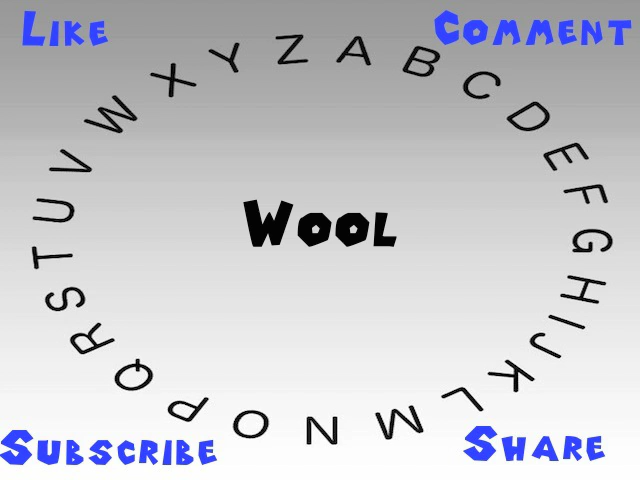 Like
Comment
A B C D E F G H I J K L M N O P Q R S T U V W X Y Z
Wool
Subscribe
Share